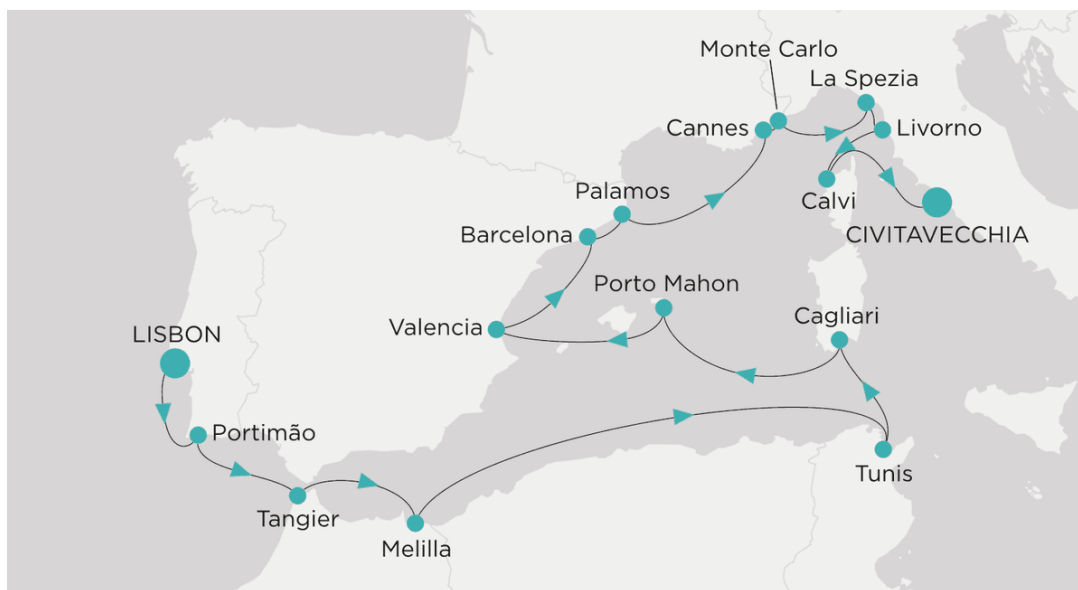 Monte Carlo
La Spezia
Cannes
Livorno
Palamos
Calvi
Barcelona
CIVITAVECCHIA
Porto Mahon
Valencia
Cagliari
LISBON
Portimão
Tunis
Tangier
Melilla